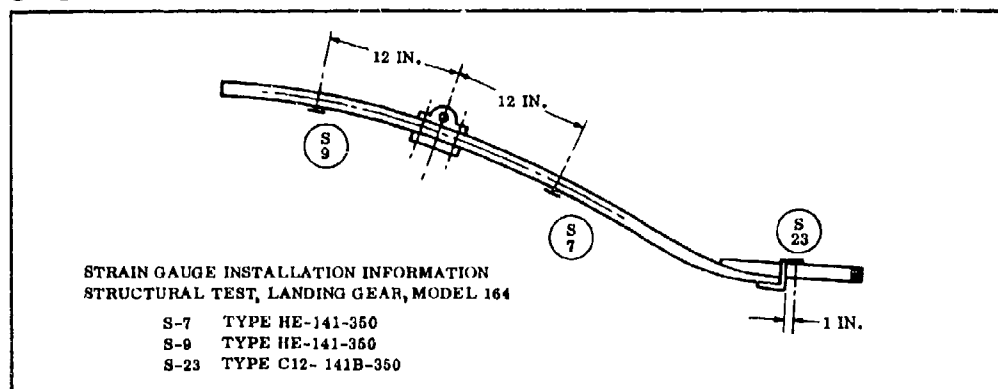 12 IN.
12 IN.
S
9
S
7
S
23
1 IN.
STRAIN GAUGE INSTALLATION INFORMATION
STRUCTURAL TEST, LANDING GEAR, MODEL 164
S-7 TYPE HE-141-350
S-9 TYPE HE-141-350
S-23 TYPE C12- 141B-350